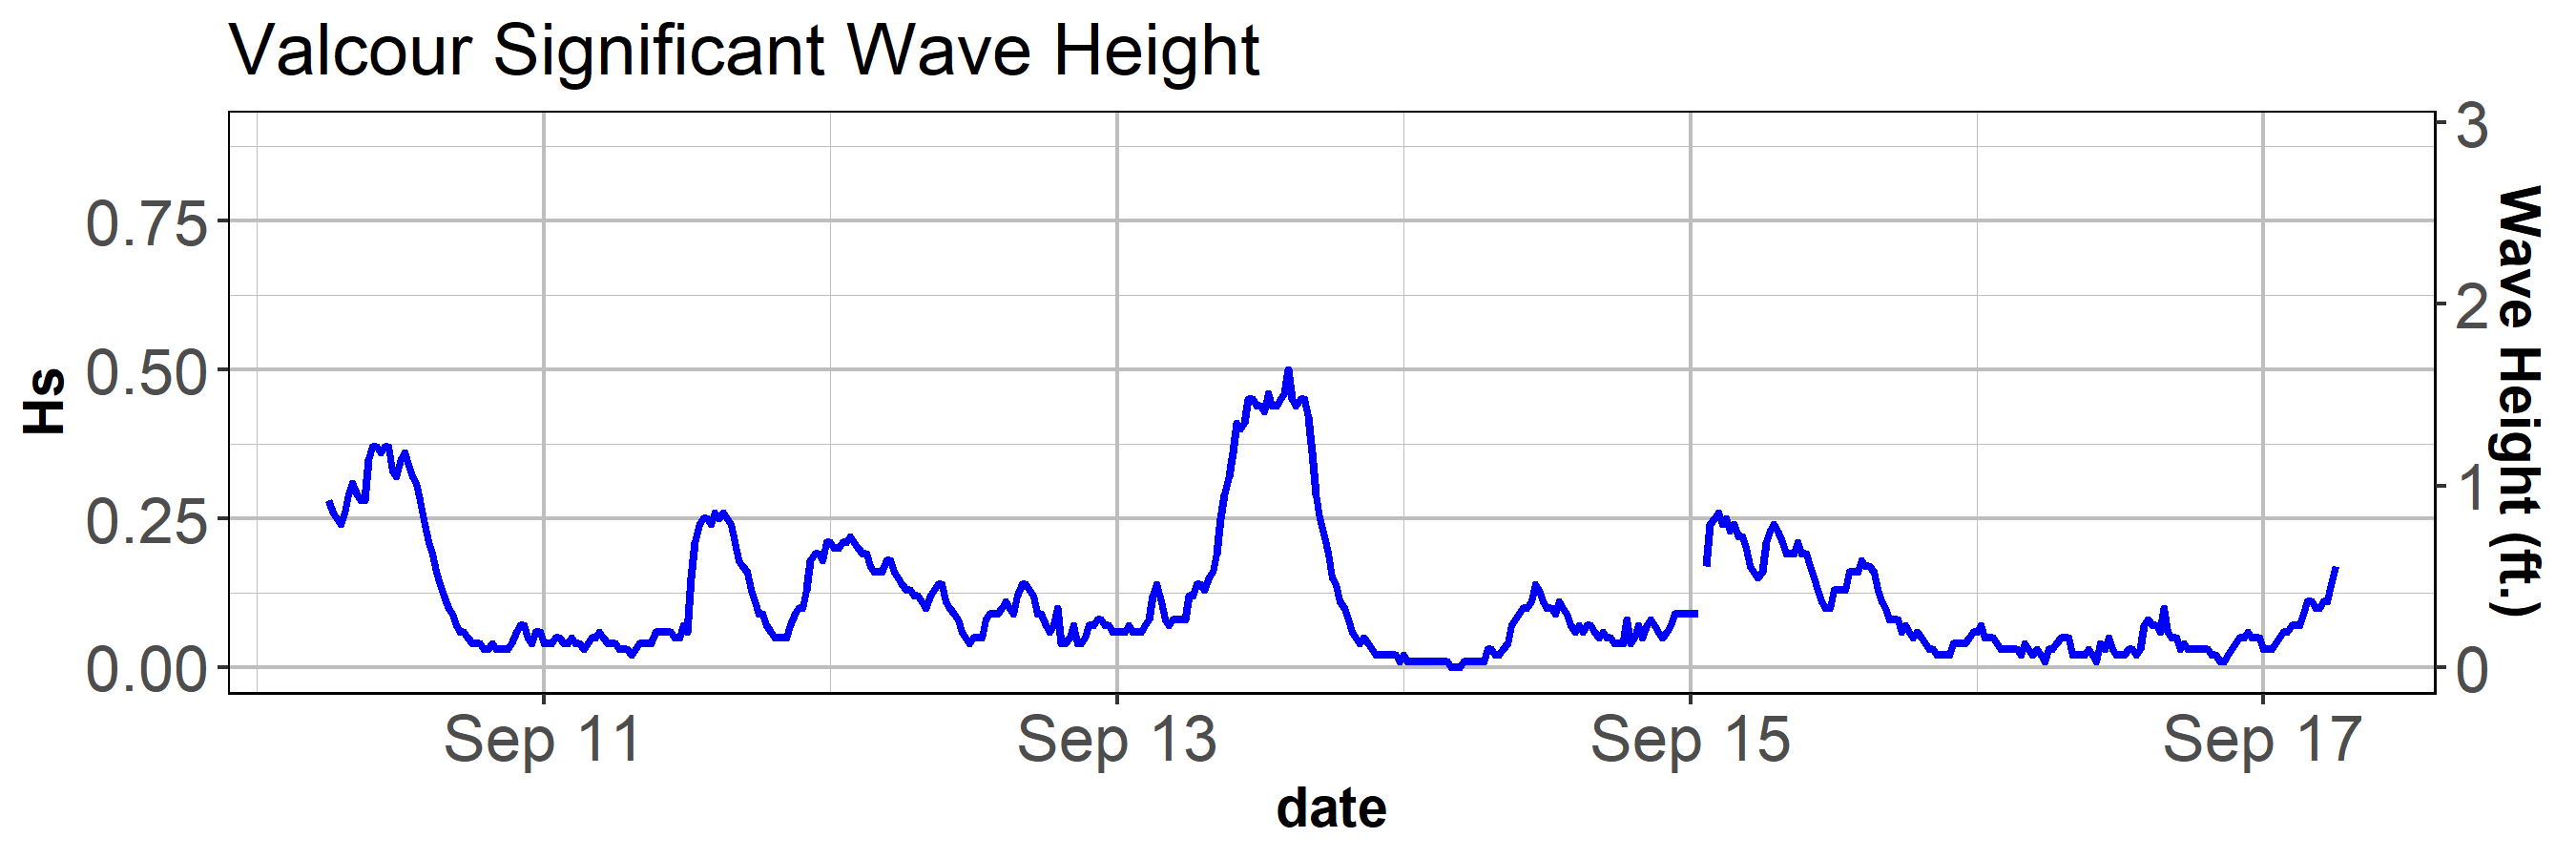 Valcour Significant Wave Height
Hs
0.75
0.50
0.25
0.00
3
2
1
0
Wave Height (ft.)
Sep 11
Sep 13
Sep 15
Sep 17
date